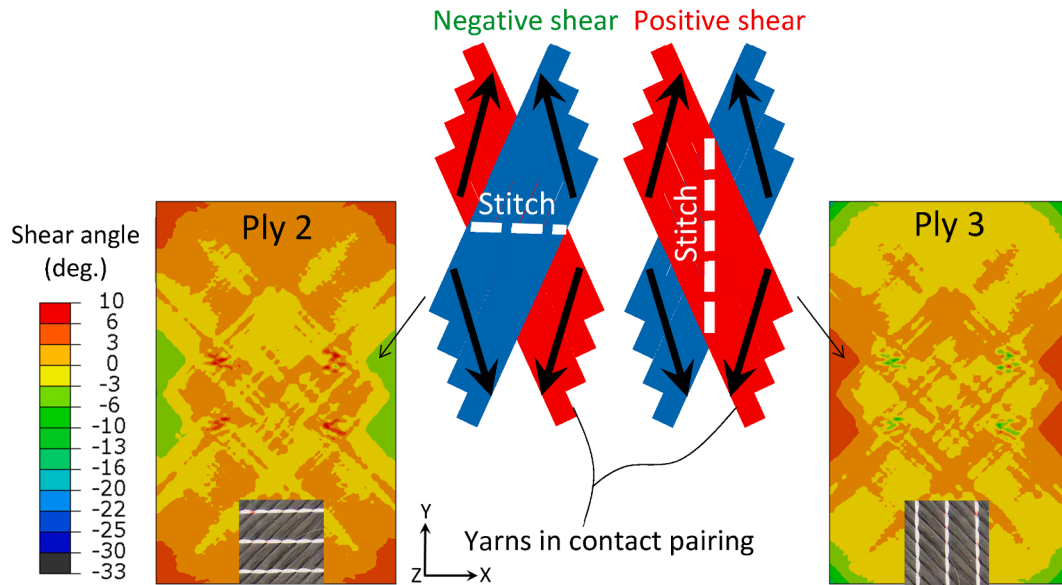 Negative shear
Positive shear
Stitch
Stitch
Ply 2
Ply 3
Shear angle
(deg.)
10
6
3
0
-3
-6
-10
-13
-16
-20
-22
-25
-30
-33
Y
Z
X
Yarns in contact pairing